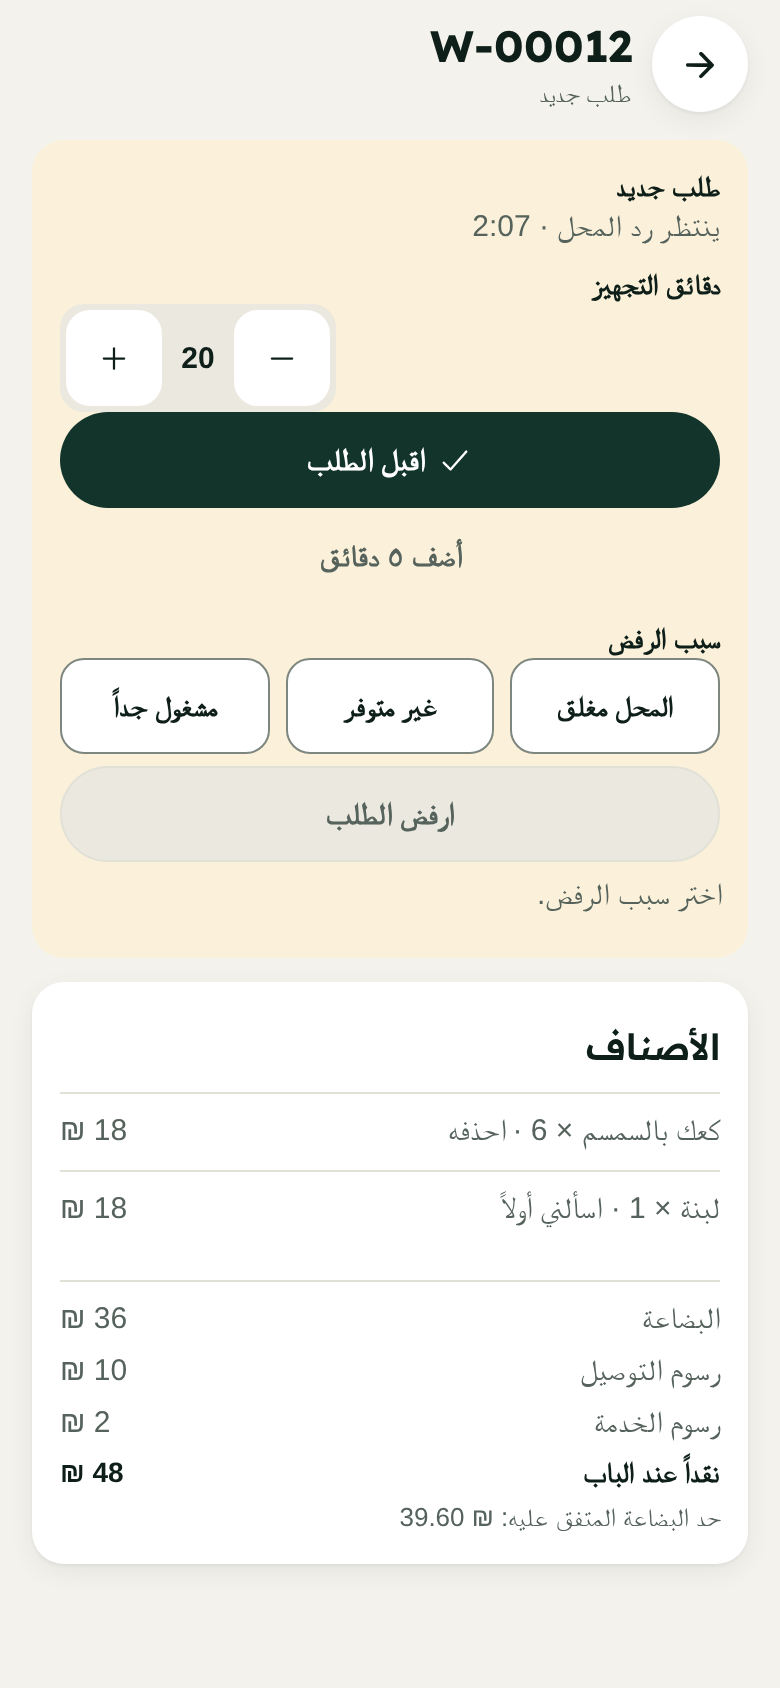 W-00012
طلب جديد
طلب جديد
ينتظر رد المحل · 2:07
دقائق التجهيز
− 20 +
اقبل الطلب
أضف ٥ دقائق
سبب الرفض
المحل مغلق
غير متوفر
مشغول جداً
ارفض الطلب
اختر سبب الرفض.
الأصناف
كعك بالسمسم × 6 · احذفه
18 ₪
لبنة × 1 · اسألني أولاً
18 ₪
البضاعة
36 ₪
رسوم التوصيل
10 ₪
رسوم الخدمة
2 ₪
نقداً عند الباب
48 ₪
حد البضاعة المتفق عليه: ₪ 39.60